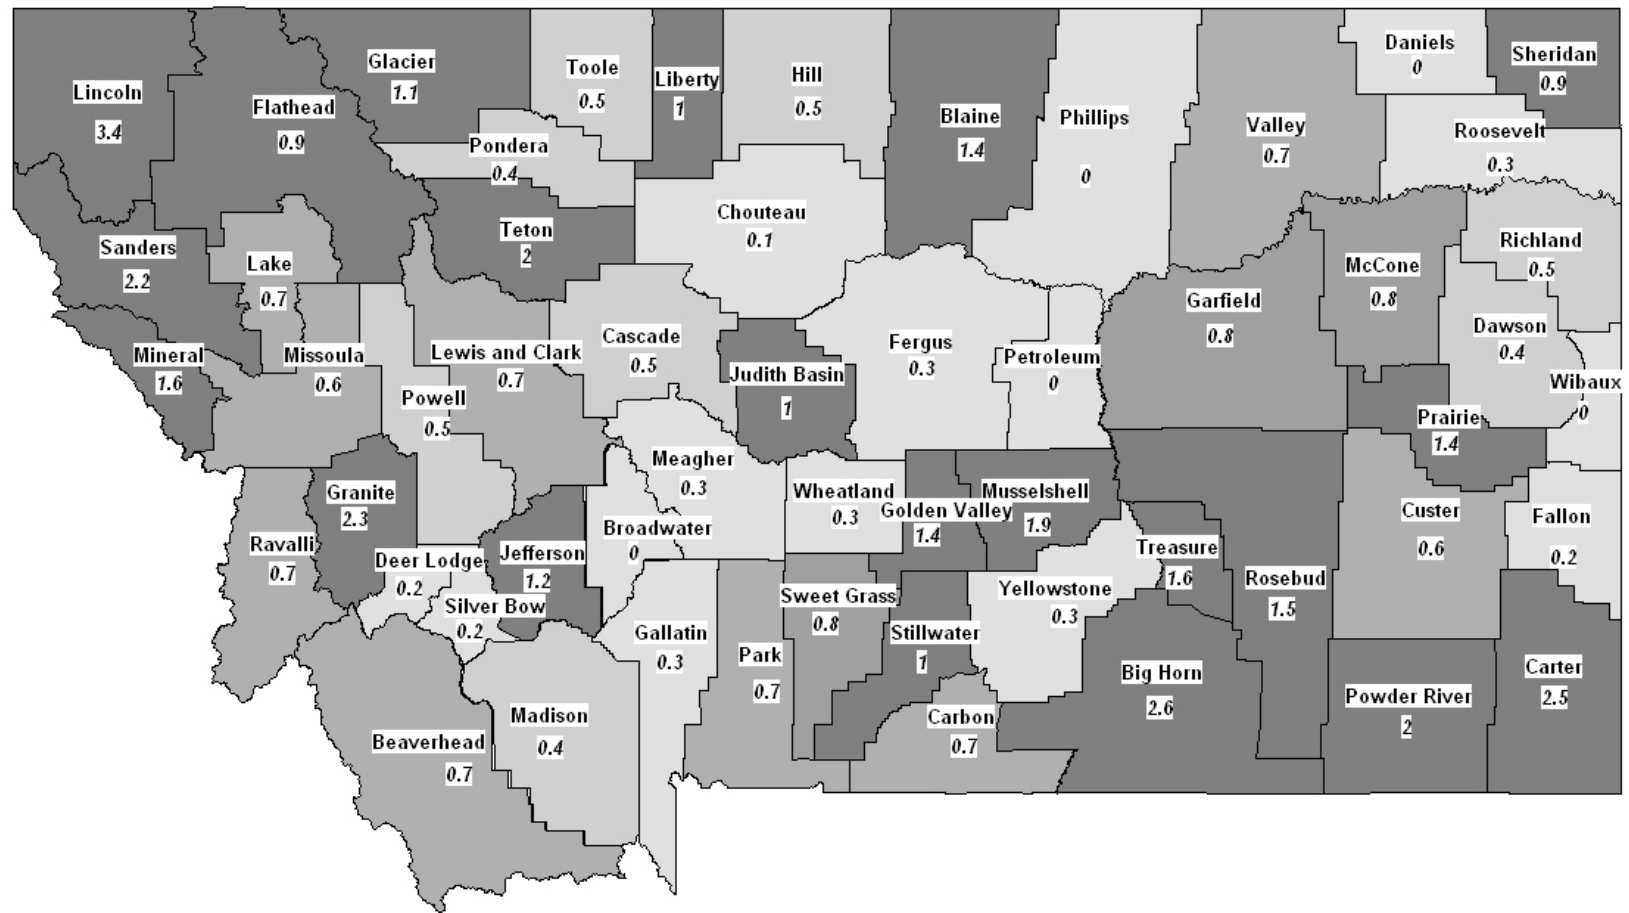 Lincoln
3.4
Flathead
0.9
Glacier
1.1
Toole
0.5
Liberty
1
Hill
0.5
Blaine
1.4
Phillips
0
Valley
0.7
Daniels
0
Sheridan
0.9
Roosevelt
0.3
Pondera
0.4
Teton
2
Chouteau
0.1
Sanders
2.2
Lake
0.7
Garfield
0.8
McCone
0.8
Richland
0.5
Dawson
0.4
Mineral
1.6
Missoula
0.6
Lewis and Clark
0.7
Cascade
0.5
Judith Basin
1
Fergus
0.3
Petroleum
0
Wibaux
0
Powell
0.5
Prairie
1.4
Granite
2.3
Meagher
0.3
Wheatland
0.3
Golden Valley
1.4
Musselshell
1.9
Custer
0.6
Fallon
0.2
Ravalli
0.7
Deer Lodge
0.2
Jefferson
1.2
Broadwater
0
Treasure
1.6
Rosebud
1.5
Silver Bow
0.2
Gallatin
0.3
Park
0.7
Sweet Grass
0.8
Stillwater
1
Yellowstone
0.3
Big Horn
2.6
Powder River
2
Carter
2.5
Beaverhead
0.7
Madison
0.4
Carbon
0.7